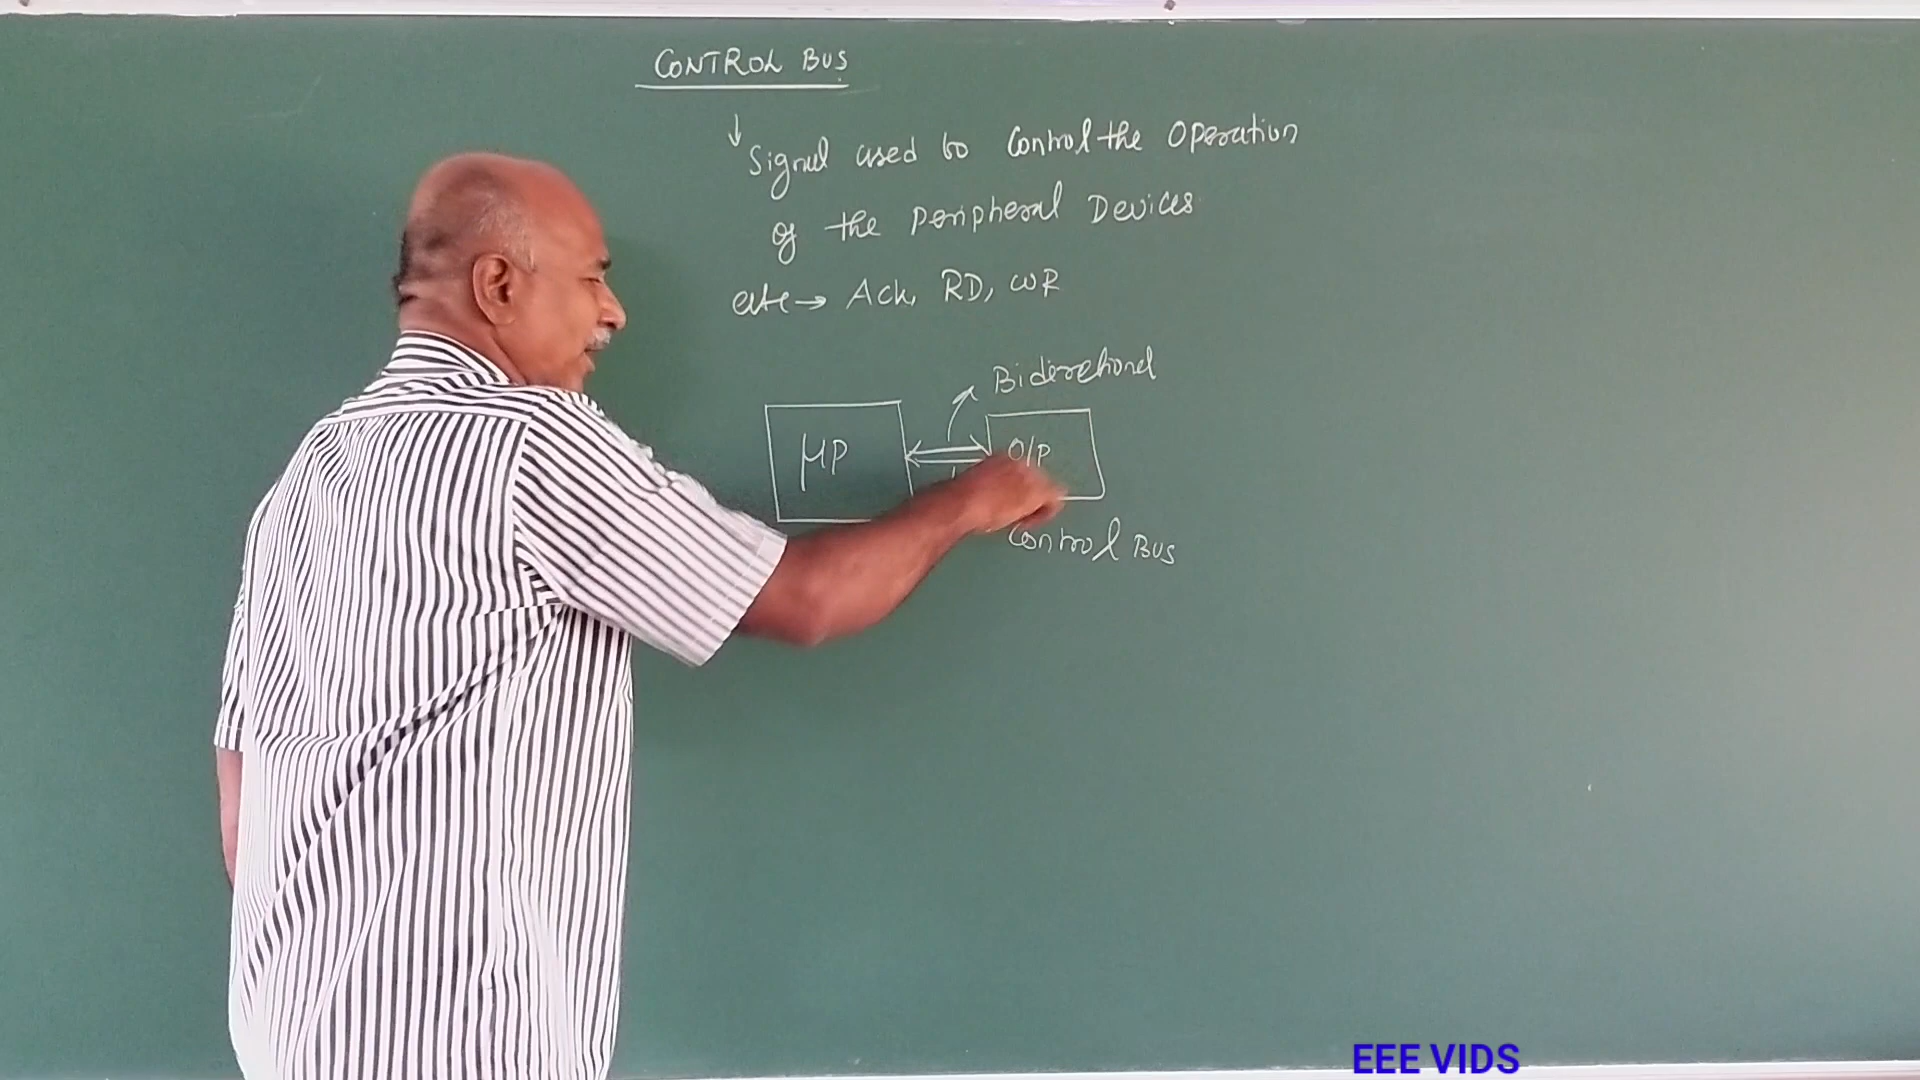 CONTROL BUS
↓ Signal used to Control the Operation
of the Peripheral Devices
→ Ack, RD, WR
Bidirectional
μP
O/P
Control BUS
EEE VIDS